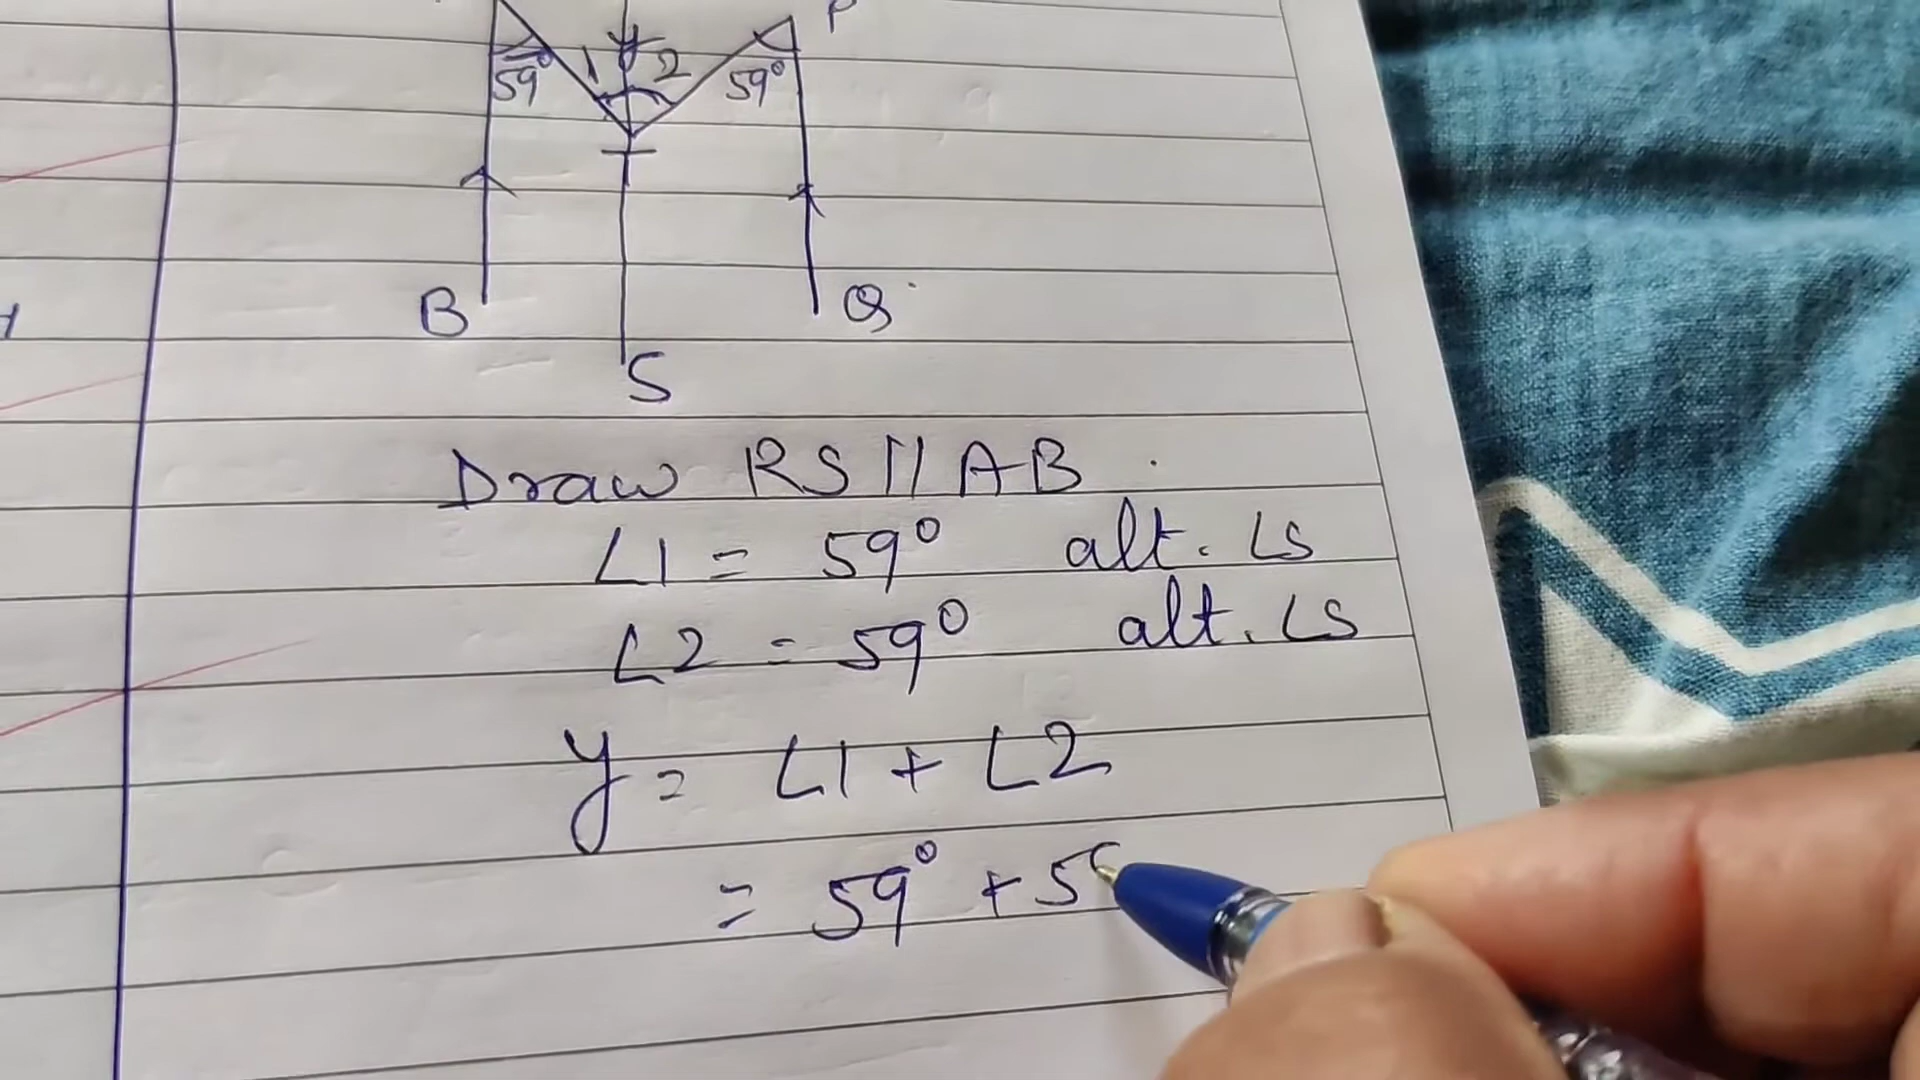 P
59° 1 y 2 59°
B Q
S
Draw RS || AB
∠1 = 59° alt. ∠s
∠2 = 59° alt. ∠s
y = ∠1 + ∠2
= 59° + 5